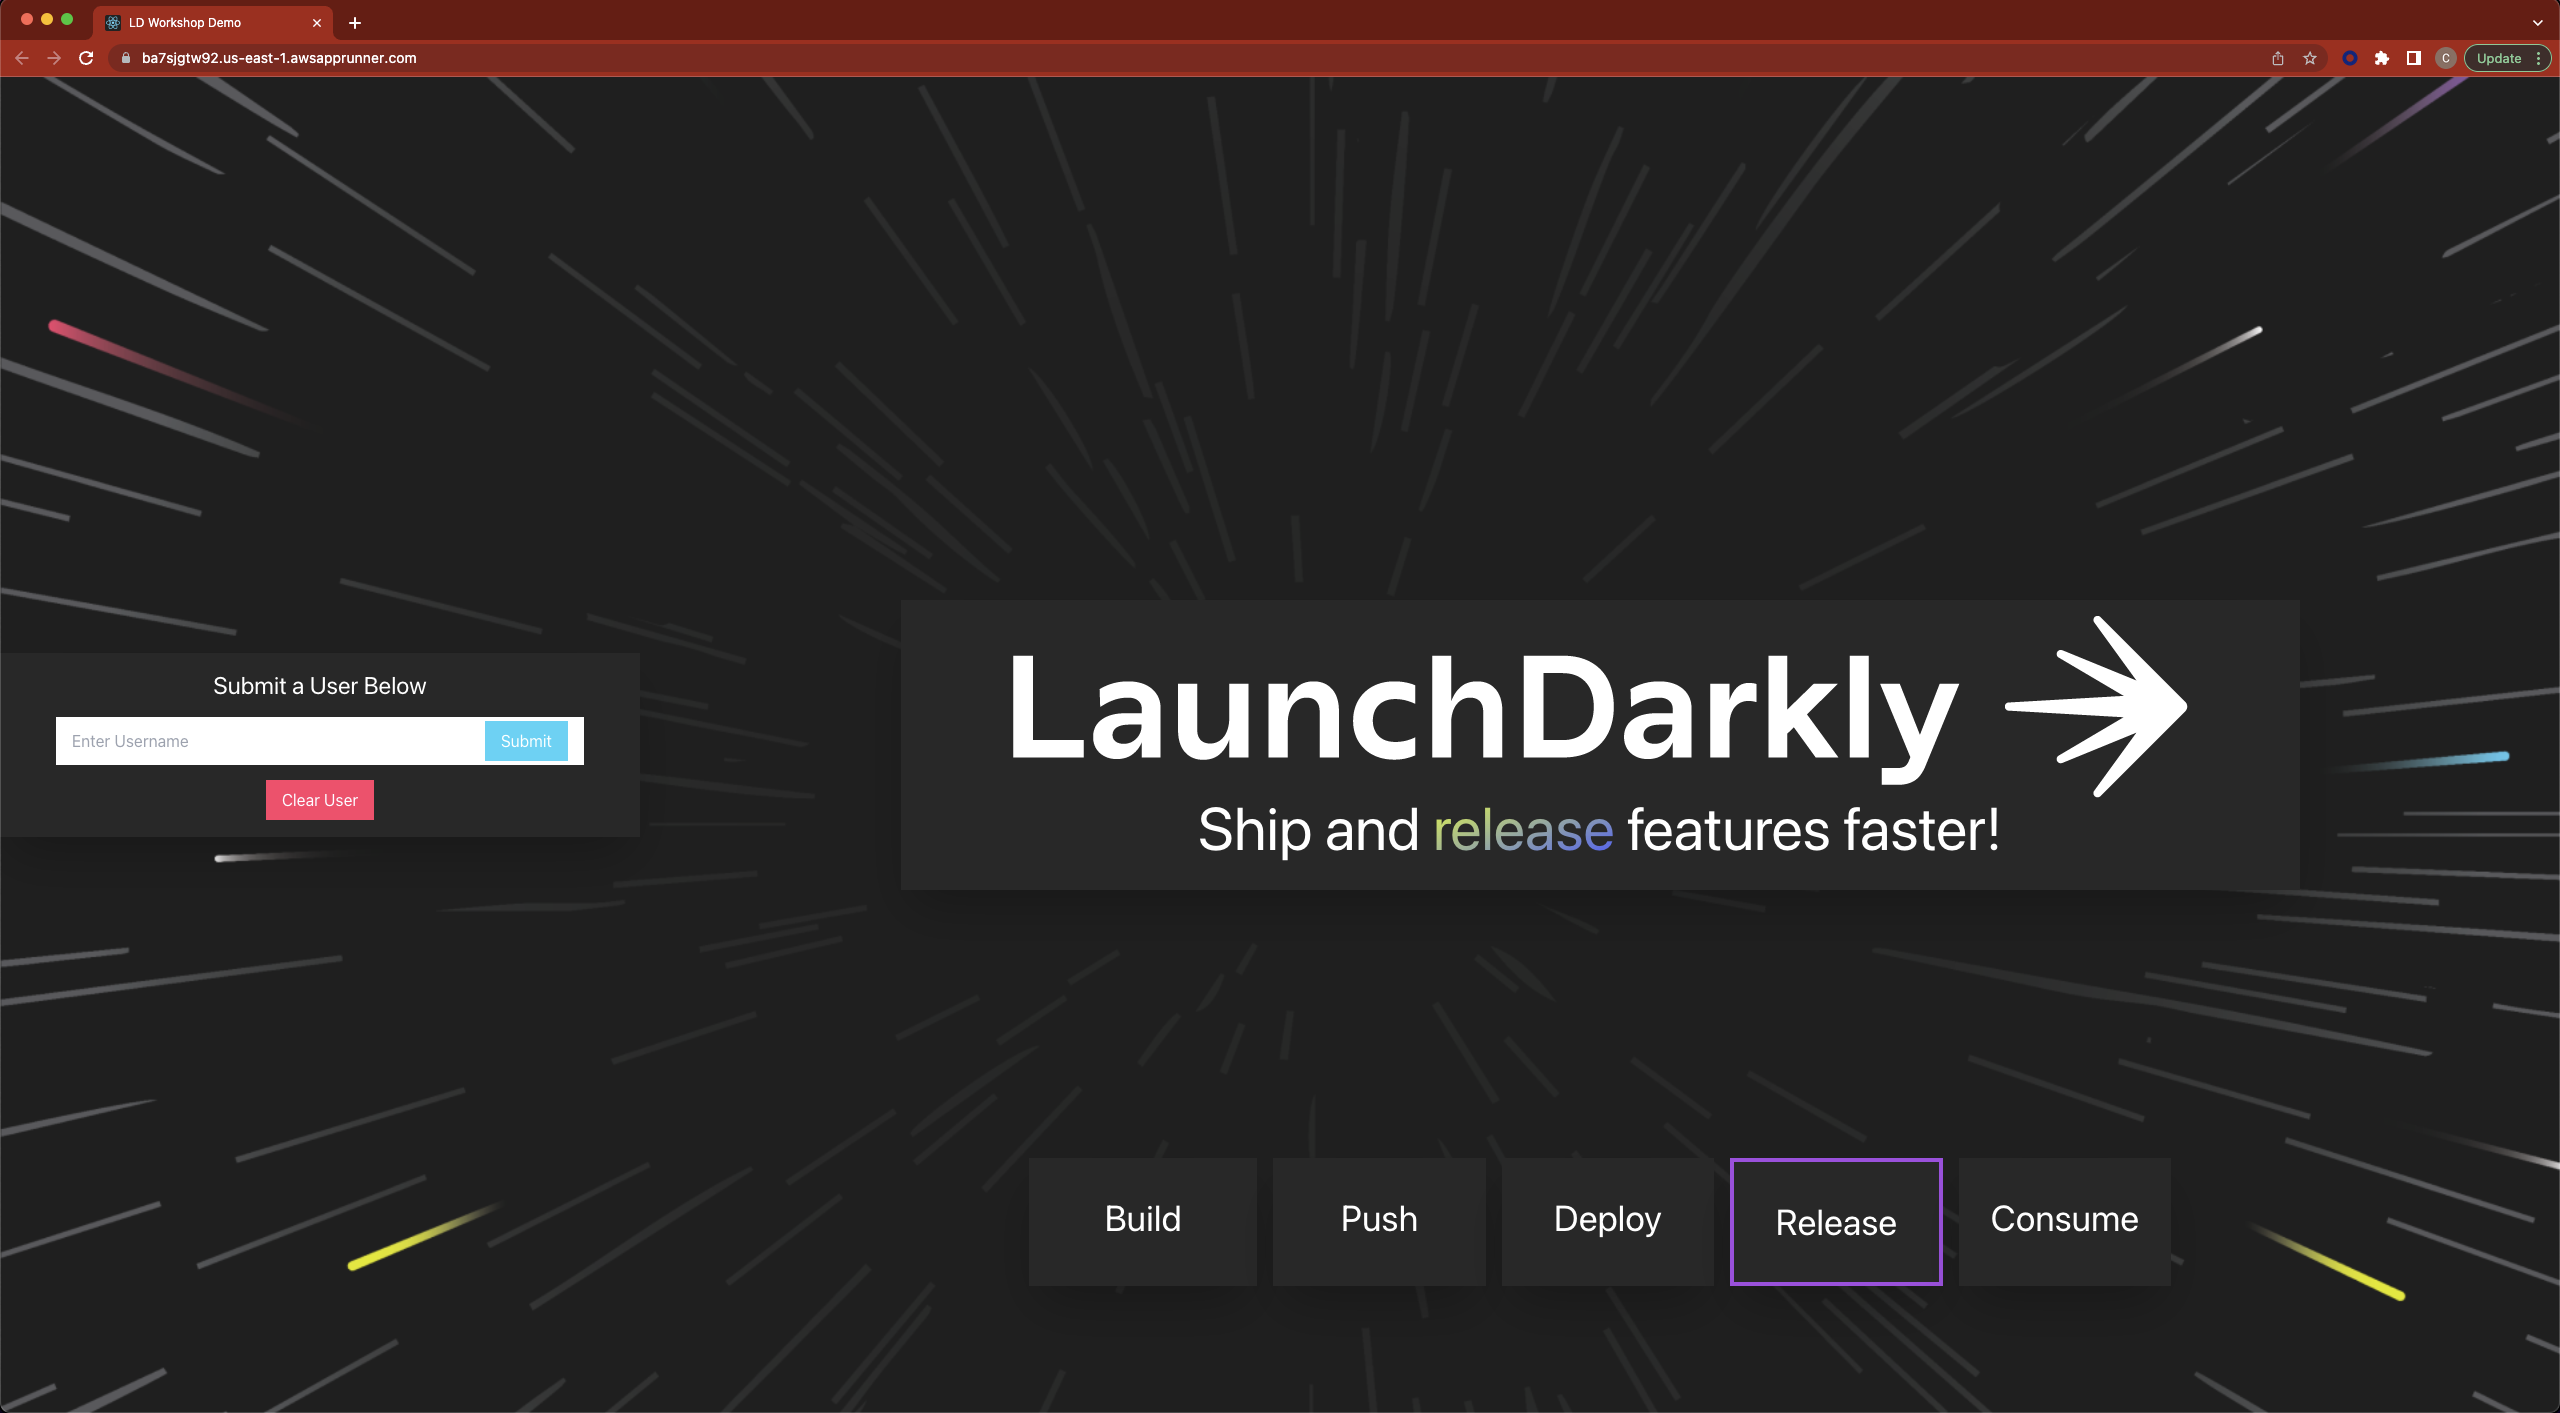 LD Workshop Demo
ba7sjgtw92.us-east-1.awsapprunner.com
C
Update
Submit a User Below
Enter Username
Submit
Clear User
LaunchDarkly
Ship and release features faster!
Build
Push
Deploy
Release
Consume